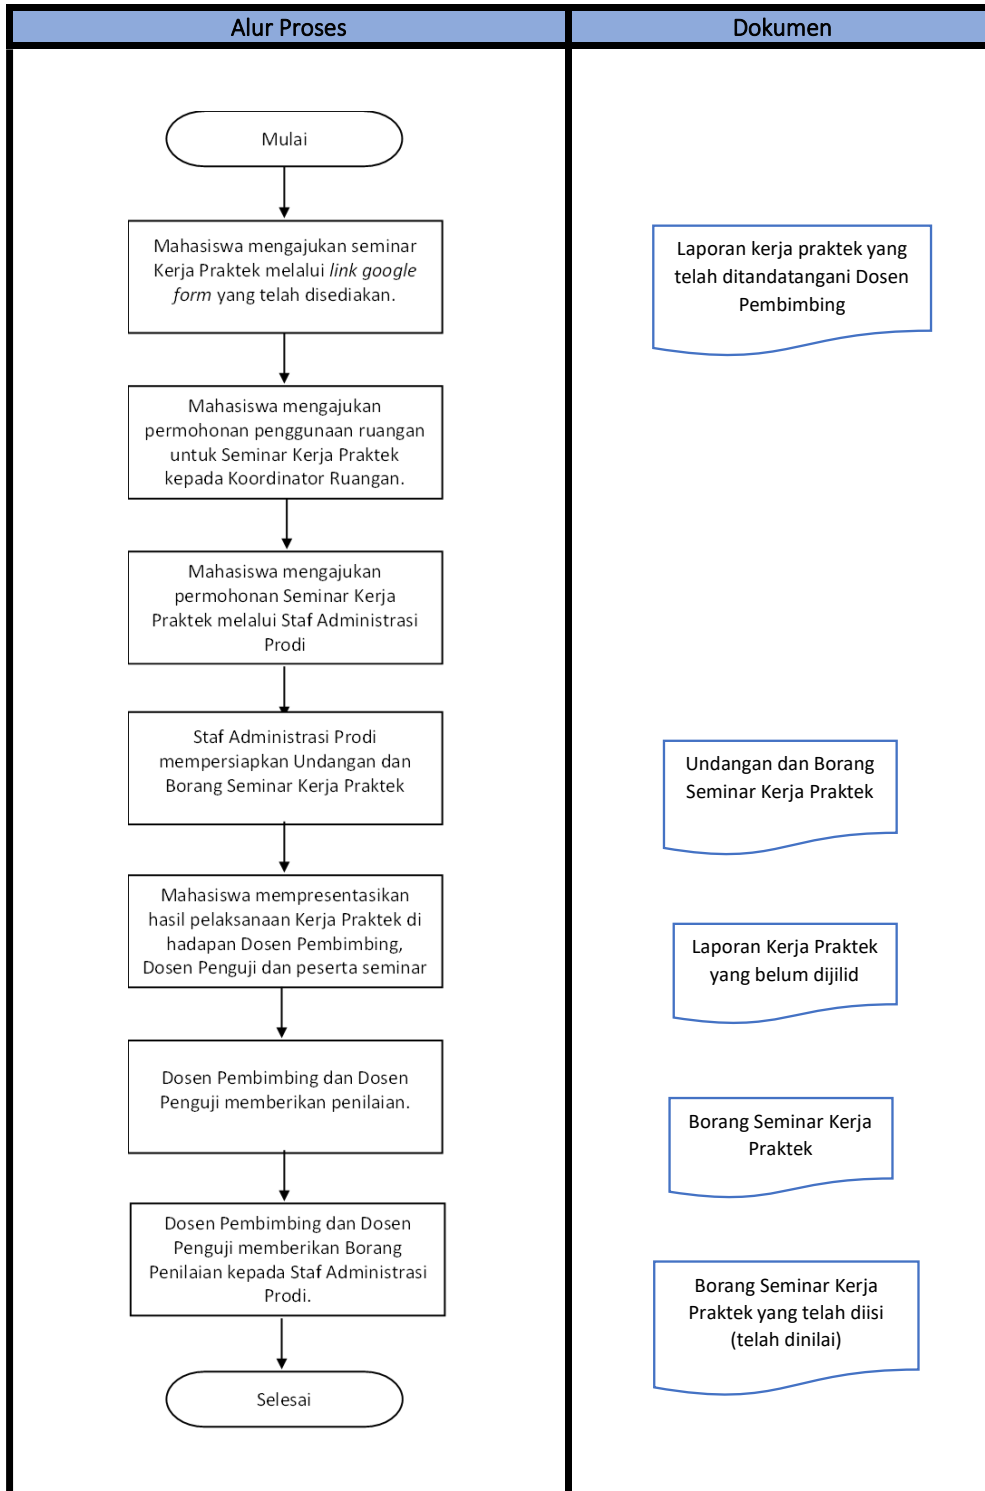 Alur Proses
Dokumen
Mulai
Mahasiswa mengajukan seminar
Kerja Praktek melalui link google
form yang telah disediakan.
Laporan kerja praktek yang
telah ditandatangani Dosen
Pembimbing
Mahasiswa mengajukan
permohonan penggunaan ruangan
untuk Seminar Kerja Praktek
kepada Koordinator Ruangan.
Mahasiswa mengajukan
permohonan Seminar Kerja
Praktek melalui Staf Administrasi
Prodi
Staf Administrasi Prodi
mempersiapkan Undangan dan
Borang Seminar Kerja Praktek
Undangan dan Borang
Seminar Kerja Praktek
Mahasiswa mempresentasikan
hasil pelaksanaan Kerja Praktek di
hadapan Dosen Pembimbing,
Dosen Penguji dan peserta seminar
Laporan Kerja Praktek
yang belum dijilid
Dosen Pembimbing dan Dosen
Penguji memberikan penilaian.
Borang Seminar Kerja
Praktek
Dosen Pembimbing dan Dosen
Penguji memberikan Borang
Penilaian kepada Staf Administrasi
Prodi.
Borang Seminar Kerja
Praktek yang telah diisi
(telah dinilai)
Selesai